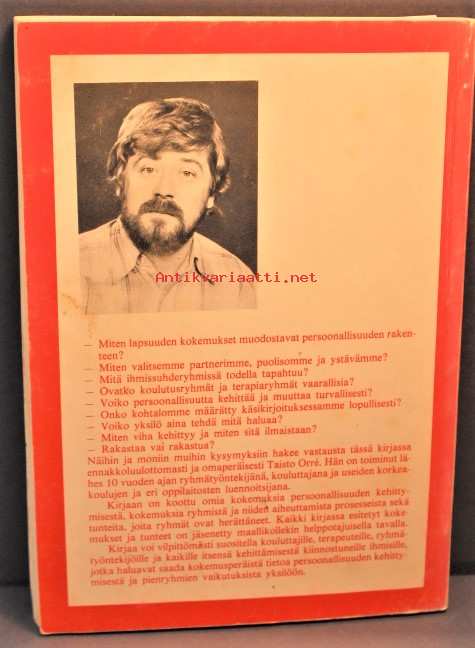 Antikvariaatti.net
— Miten lapsuuden kokemukset muodostavat persoonallisuuden raken-
teen?
— Miten valitsemme partnerimme, puolisomme ja ystävämme?
— Mitä ihmissuhderyhmissä todella tapahtuu?
— Ovatko koulutusryhmät ja terapiaryhmät vaarallisia?
— Voiko persoonallisuutta kehittää ja muuttaa turvallisesti?
— Onko kohtalomme määrätty käsikirjoituksessamme lopullisesti?
— Voiko yksilö aina tehdä mitä haluaa?
— Miten viha kehittyy ja miten sitä ilmaistaan?
— Rakastaa vai rakastua?
Näihin ja moniin muihin kysymyksiin hakee vastausta tässä kirjassa
ennakkoluulottomasti ja omaperäisesti Taisto Orré. Hän on toiminut lä-
hes 10 vuoden ajan ryhmätyöntekijänä, kouluttajana ja useiden korkea-
koulujen ja eri oppilaitosten luennoitsijana.
Kirjaan on koottu omia kokemuksia persoonallisuuden kehitty-
misestä, kokemuksia ryhmistä ja niiden aiheuttamista prosesseista sekä
tunteita, joita ryhmät ovat herättäneet. Kaikki kirjassa esitetyt koke-
mukset ja tunteet on jäsenetty maallikollekin helppotajuisella tavalla.
Kirjaa voi vilpittömästi suositella kouluttajille, terapeuteille, ryhmä-
työntekijöille ja kaikille itsensä kehittämisestä kiinnostuneille ihmisille,
jotka haluavat saada kokemusperäistä tietoa persoonallisuuden kehitty-
misestä ja pienryhmien vaikutuksista yksilöön.